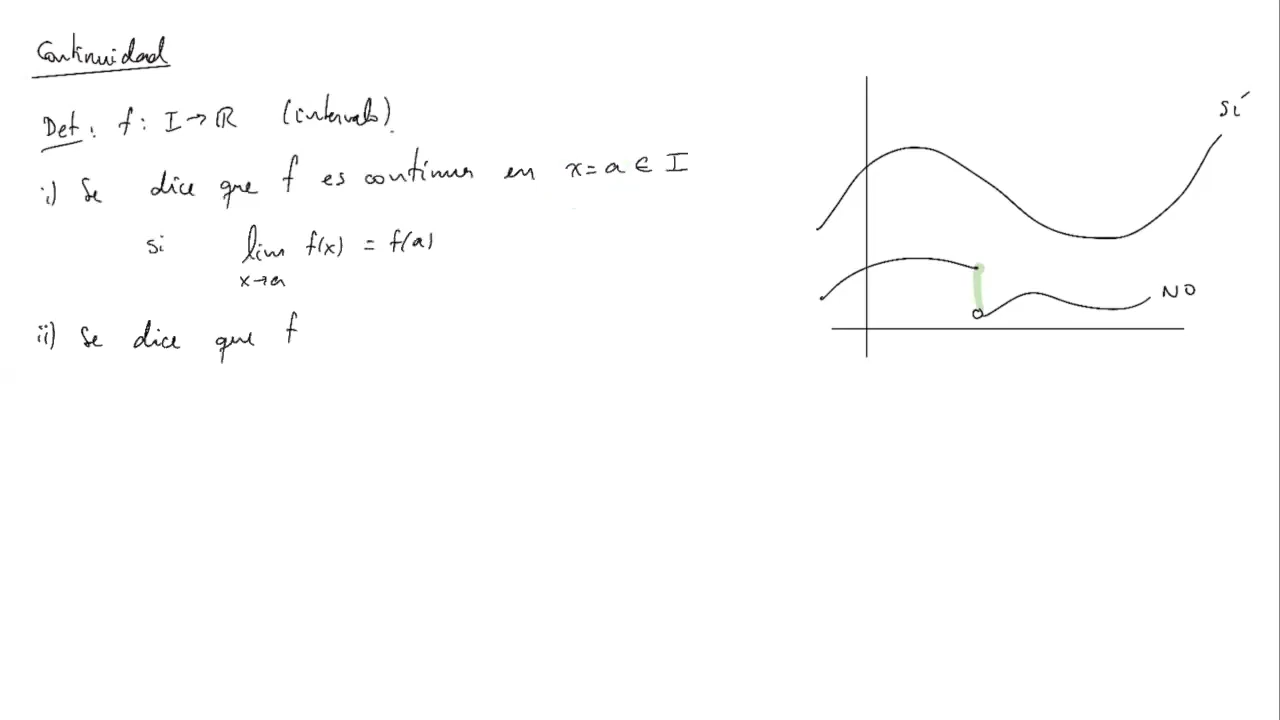 Continuidad
Def: f: I → ℝ (intervalo).
i) Se dice que f es continua en x = a ∈ I
si lim f(x) = f(a)
x→a
ii) Se dice que f
SÍ
NO